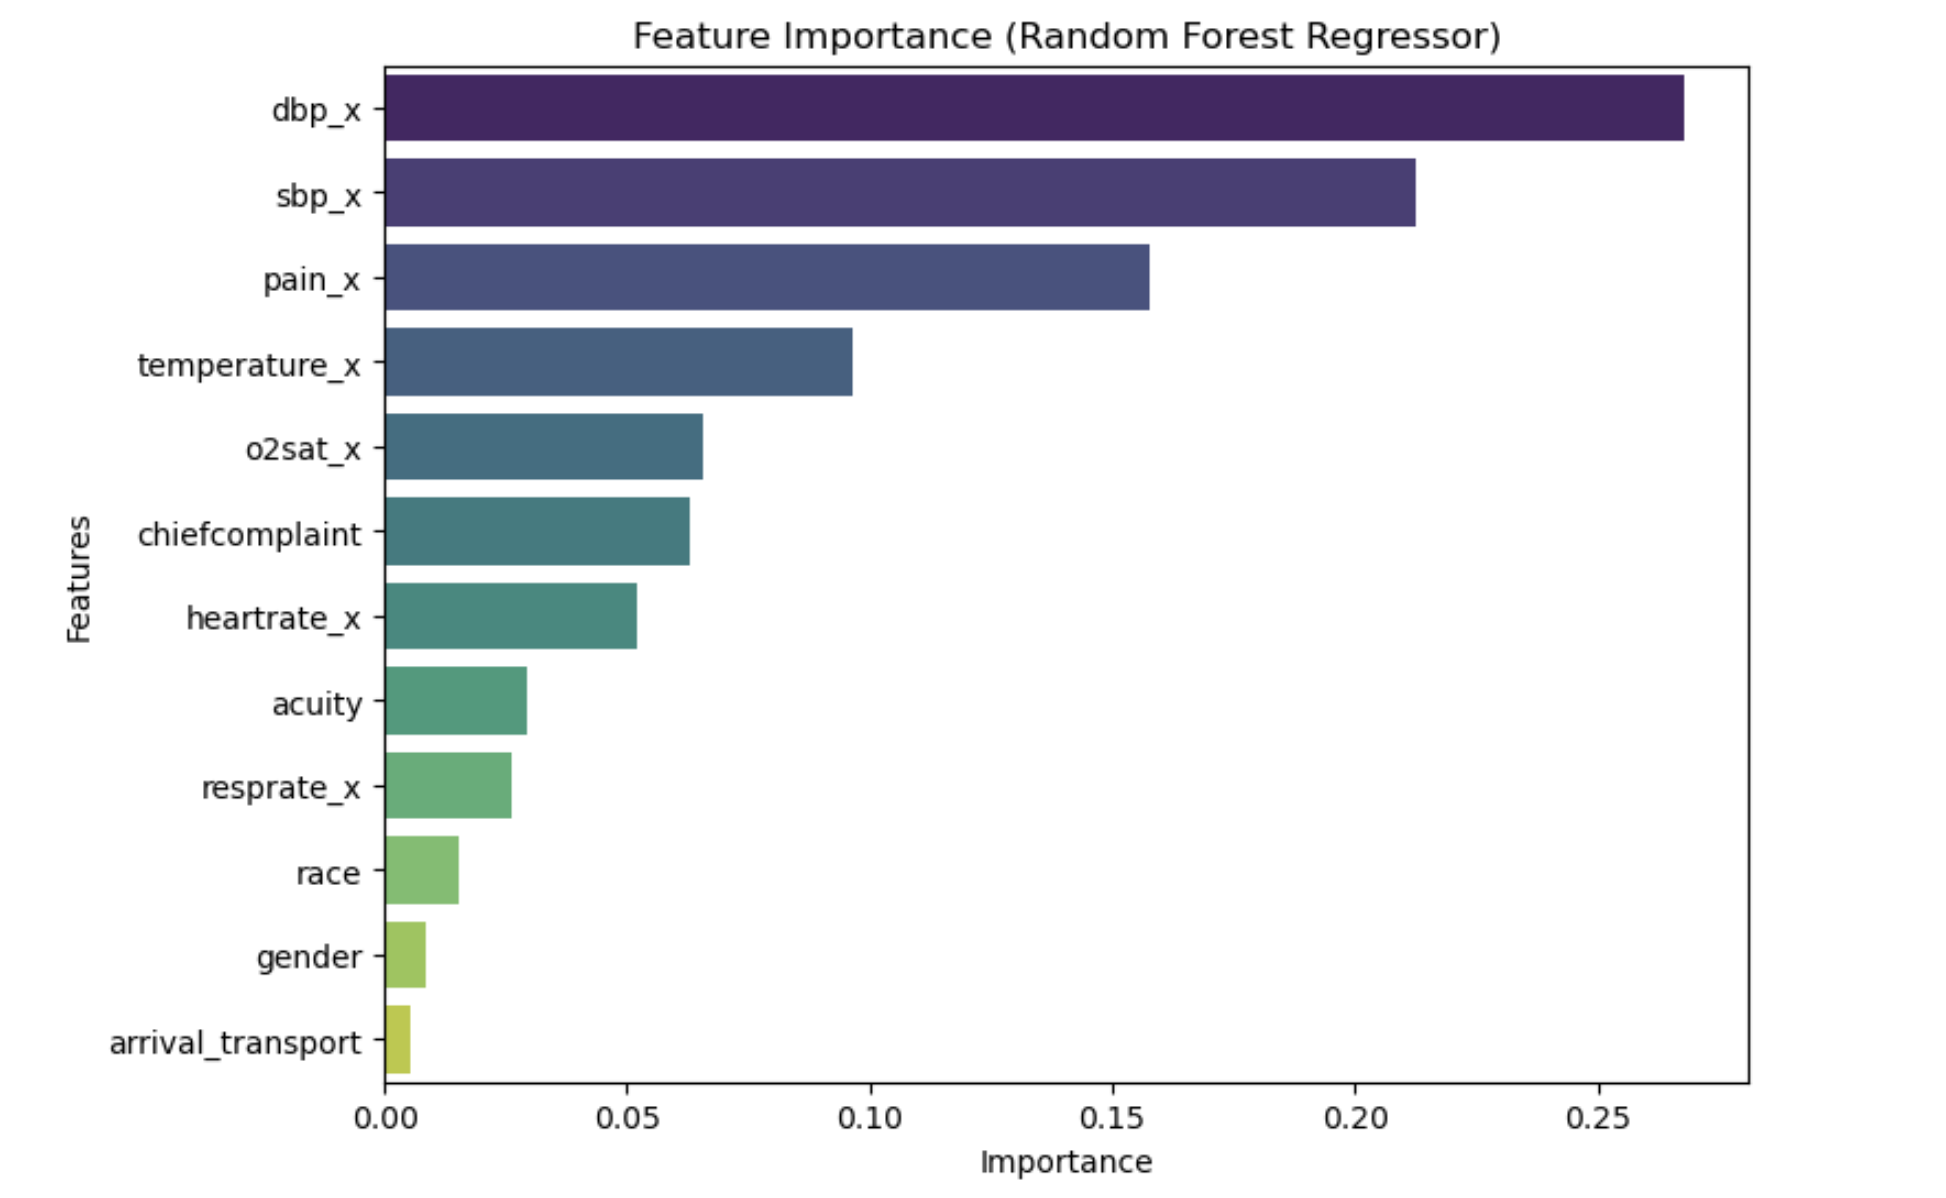 Feature Importance (Random Forest Regressor)
dbp_x
sbp_x
pain_x
temperature_x
o2sat_x
chiefcomplaint
heartrate_x
acuity
resprate_x
race
gender
arrival_transport
Features
0.00 0.05 0.10 0.15 0.20 0.25
Importance